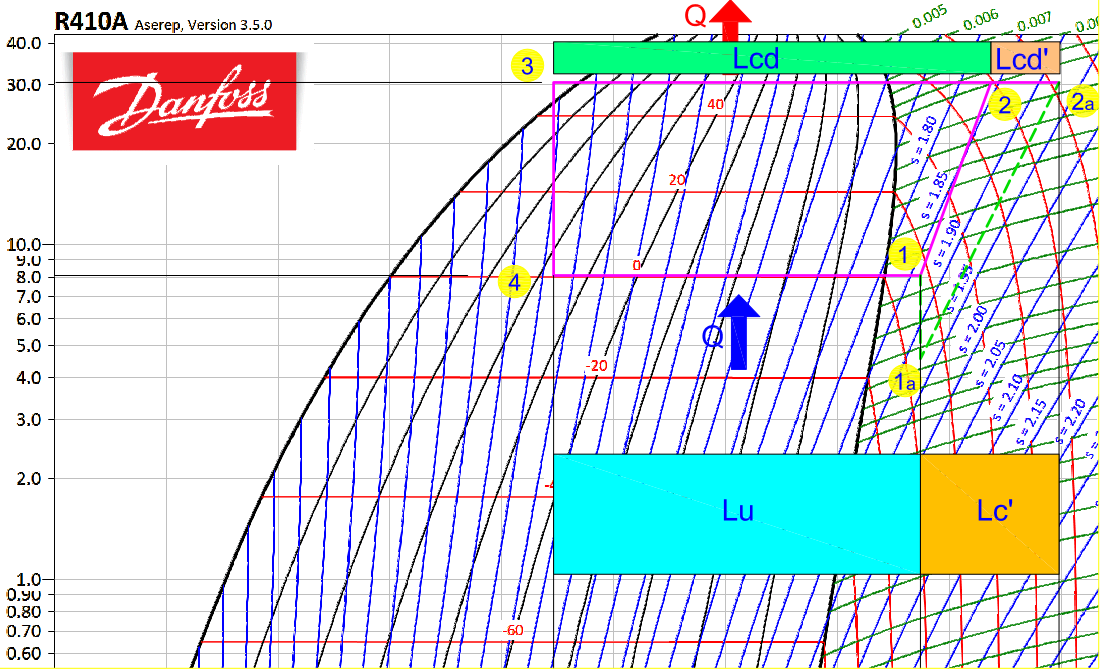 R410A Aserep, Version 3.5.0
Danfoss
Q
0.005
0.006
0.007
40.0
30.0
20.0
10.0
9.0
8.0
7.0
6.0
5.0
4.0
3.0
2.0
1.0
0.90
0.80
0.70
0.60
3
Lcd
Lcd'
2
2a
40
20
0
-20
-60
s = 1.80
s = 1.85
s = 1.90
s = 2.00
s = 2.05
s = 2.10
s = 2.15
s = 2.20
1
4
Q
1a
Lu
Lc'